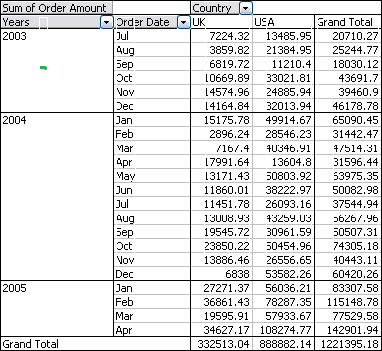 Sum of Order Amount Country
Years Order Date UK USA Grand Total
2003 Jul 7224.32 13485.95 20710.27
Aug 3859.82 21384.95 25244.77
Sep 6819.72 11210.4 18030.12
Oct 10669.89 33021.81 43691.7
Nov 14574.96 24885.94 39460.9
Dec 14164.84 32013.94 46178.78
2004 Jan 15175.78 49914.67 65090.45
Feb 2896.24 28546.23 31442.47
Mar 7167.4 40346.91 47514.31
Apr 17991.64 13604.8 31596.44
May 13171.43 50803.92 63975.35
Jun 11860.01 38222.97 50082.98
Jul 11451.78 26093.16 37544.94
Aug 13008.93 43259.03 56267.96
Sep 19545.72 30961.59 50507.31
Oct 23850.22 50454.96 74305.18
Nov 13886.46 26556.65 40443.11
Dec 6838 53582.26 60420.26
2005 Jan 27271.37 56036.21 83307.58
Feb 36861.43 78287.35 115148.78
Mar 19595.91 57933.67 77529.58
Apr 34627.17 108274.77 142901.94
Grand Total 332513.04 888882.14 1221395.18